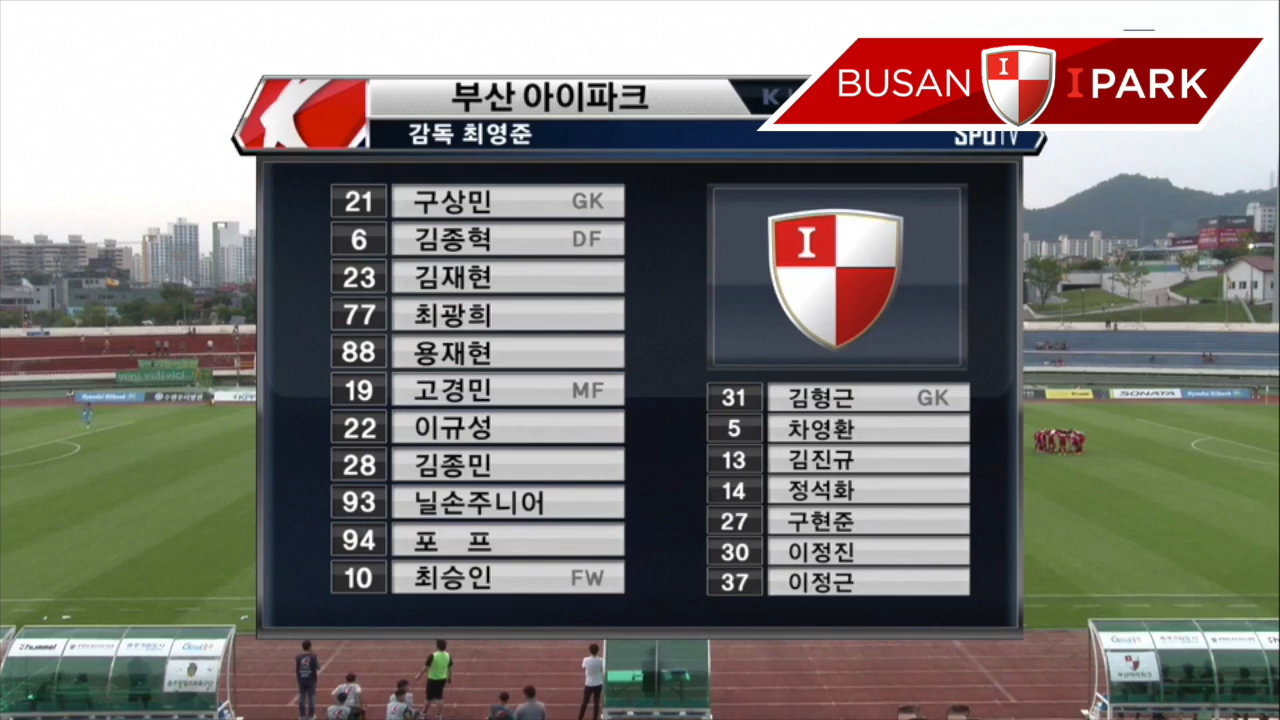 BUSAN I PARK
부산 아이파크
감독 최영준
SPOTV
21 구상민 GK
6 김종혁 DF
23 김재현
77 최광희
88 용재현
19 고경민 MF
22 이규성
28 김종민
93 닐손주니어
94 포 프
10 최승인 FW
I
31 김형근 GK
5 차영환
13 김진규
14 정석화
27 구현준
30 이정진
37 이정근
veni vidi vici
SONATA
hummel